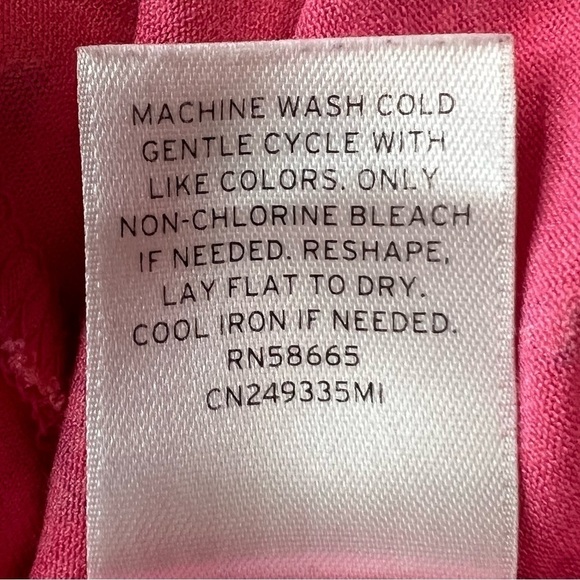 MACHINE WASH COLD
GENTLE CYCLE WITH
LIKE COLORS. ONLY
NON-CHLORINE BLEACH
IF NEEDED. RESHAPE,
LAY FLAT TO DRY.
COOL IRON IF NEEDED.
RN58665
CN249335MI